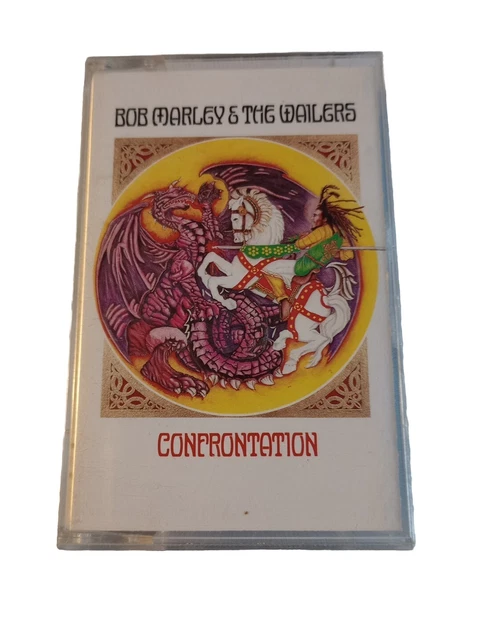 BOB MARLEY & THE WAILERS
CONFRONTATION